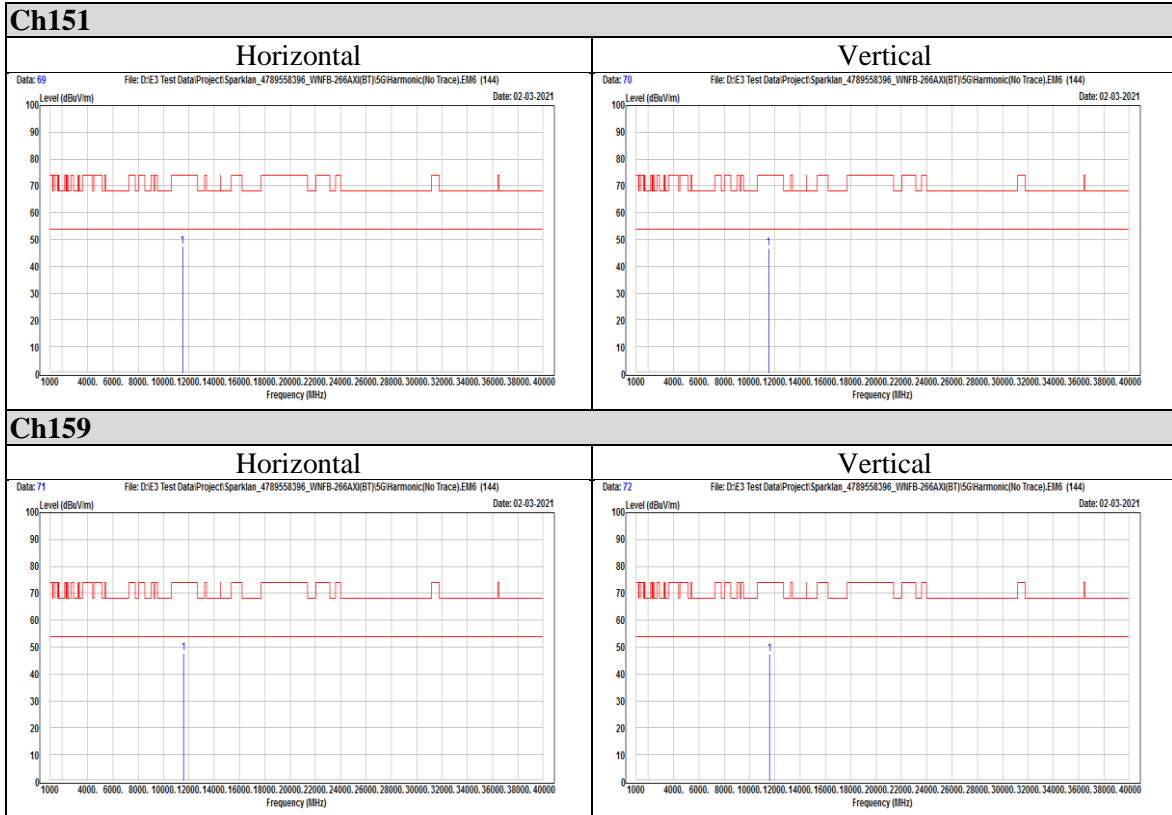 Ch151
Horizontal Vertical
Data: 69 File: D:\E3 Test Data\Project\Sparklan_4789558396_WNFB-266AXI(BT)\5G\Harmonic(No Trace).EM6 (144)
Level (dBuV/m) Date: 02-03-2021
100
90
80
70
60
50
40
30
20
10
0
1
1000 4000. 6000. 8000. 10000. 12000. 14000. 16000. 18000. 20000. 22000. 24000. 26000. 28000. 30000. 32000. 34000. 36000. 38000. 40000
Frequency (MHz)
Data: 70 File: D:\E3 Test Data\Project\Sparklan_4789558396_WNFB-266AXI(BT)\5G\Harmonic(No Trace).EM6 (144)
Level (dBuV/m) Date: 02-03-2021
100
90
80
70
60
50
40
30
20
10
0
1
1000 4000. 6000. 8000. 10000. 12000. 14000. 16000. 18000. 20000. 22000. 24000. 26000. 28000. 30000. 32000. 34000. 36000. 38000. 40000
Frequency (MHz)
Ch159
Horizontal Vertical
Data: 71 File: D:\E3 Test Data\Project\Sparklan_4789558396_WNFB-266AXI(BT)\5G\Harmonic(No Trace).EM6 (144)
Level (dBuV/m) Date: 02-03-2021
100
90
80
70
60
50
40
30
20
10
0
1
1000 4000. 6000. 8000. 10000. 12000. 14000. 16000. 18000. 20000. 22000. 24000. 26000. 28000. 30000. 32000. 34000. 36000. 38000. 40000
Frequency (MHz)
Data: 72 File: D:\E3 Test Data\Project\Sparklan_4789558396_WNFB-266AXI(BT)\5G\Harmonic(No Trace).EM6 (144)
Level (dBuV/m) Date: 02-03-2021
100
90
80
70
60
50
40
30
20
10
0
1
1000 4000. 6000. 8000. 10000. 12000. 14000. 16000. 18000. 20000. 22000. 24000. 26000. 28000. 30000. 32000. 34000. 36000. 38000. 40000
Frequency (MHz)